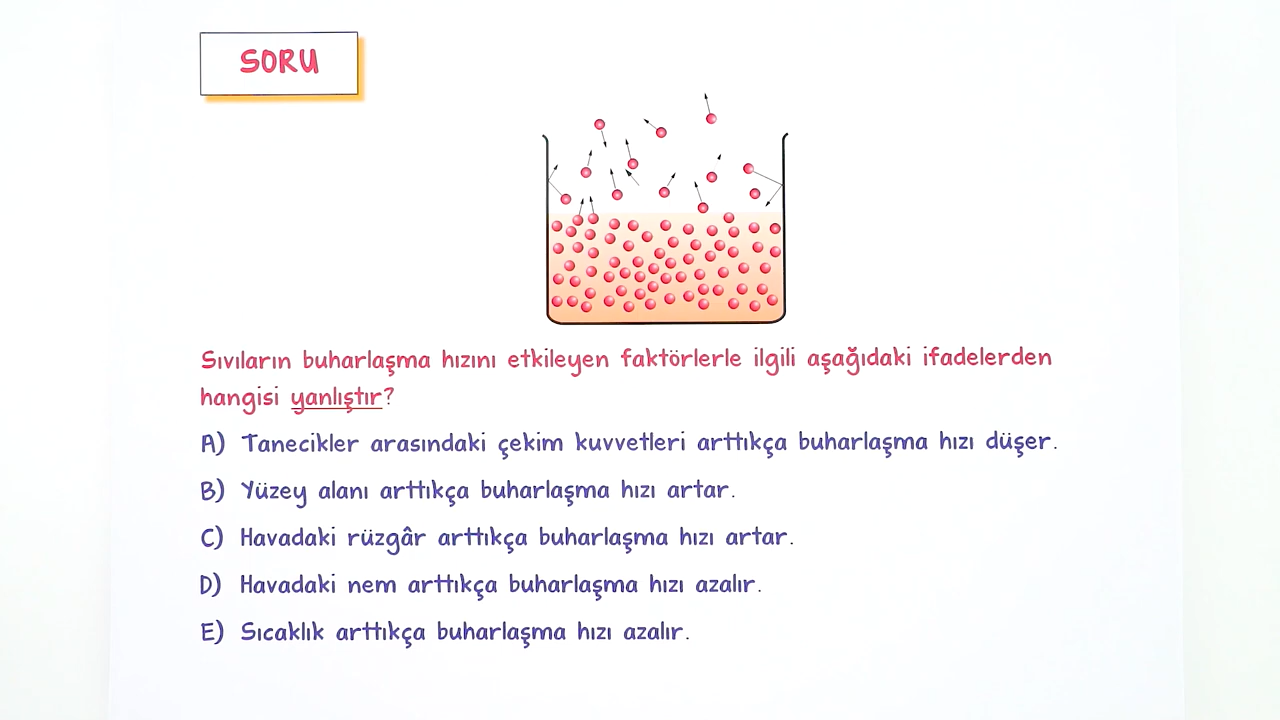 SORU
Sıvıların buharlaşma hızını etkileyen faktörlerle ilgili aşağıdaki ifadelerden
hangisi yanlıştır?
A) Tanecikler arasındaki çekim kuvvetleri arttıkça buharlaşma hızı düşer.
B) Yüzey alanı arttıkça buharlaşma hızı artar.
C) Havadaki rüzgâr arttıkça buharlaşma hızı artar.
D) Havadaki nem arttıkça buharlaşma hızı azalır.
E) Sıcaklık arttıkça buharlaşma hızı azalır.